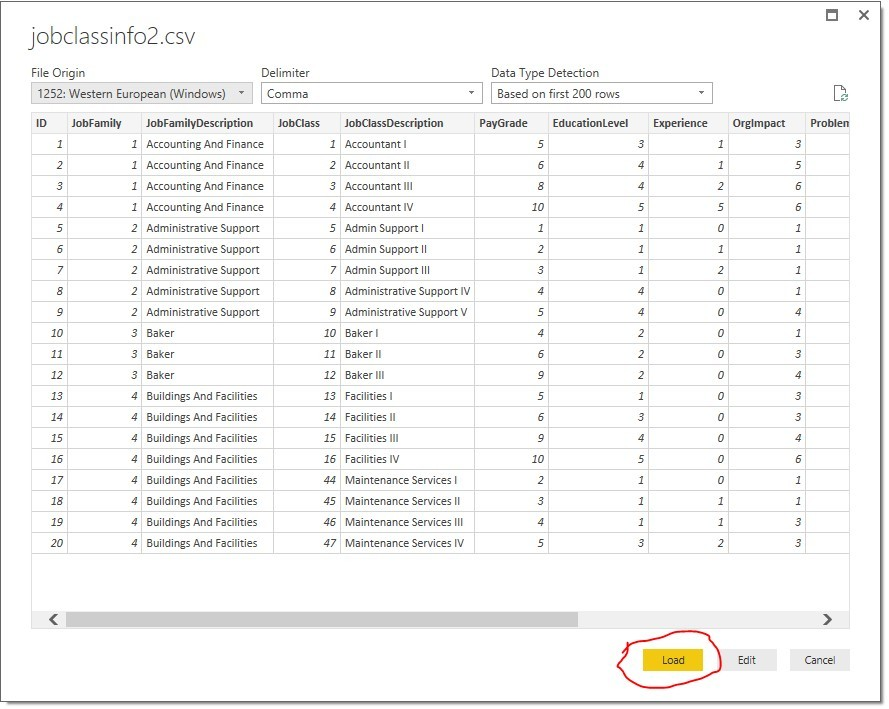 jobclassinfo2.csv
File Origin Delimiter Data Type Detection
1252: Western European (Windows) Comma Based on first 200 rows
ID JobFamily JobFamilyDescription JobClass JobClassDescription PayGrade EducationLevel Experience OrgImpact Problem
1 1 Accounting And Finance 1 Accountant I 5 3 1 3
2 1 Accounting And Finance 2 Accountant II 6 4 1 5
3 1 Accounting And Finance 3 Accountant III 8 4 2 6
4 1 Accounting And Finance 4 Accountant IV 10 5 5 6
5 2 Administrative Support 5 Admin Support I 1 1 0 1
6 2 Administrative Support 6 Admin Support II 2 1 1 1
7 2 Administrative Support 7 Admin Support III 3 1 2 1
8 2 Administrative Support 8 Administrative Support IV 4 4 0 1
9 2 Administrative Support 9 Administrative Support V 5 4 0 4
10 3 Baker 10 Baker I 4 2 0 1
11 3 Baker 11 Baker II 6 2 0 3
12 3 Baker 12 Baker III 9 2 0 4
13 4 Buildings And Facilities 13 Facilities I 5 1 0 3
14 4 Buildings And Facilities 14 Facilities II 6 3 0 3
15 4 Buildings And Facilities 15 Facilities III 9 4 0 4
16 4 Buildings And Facilities 16 Facilities IV 10 5 0 6
17 4 Buildings And Facilities 44 Maintenance Services I 2 1 0 1
18 4 Buildings And Facilities 45 Maintenance Services II 3 1 1 1
19 4 Buildings And Facilities 46 Maintenance Services III 4 1 1 3
20 4 Buildings And Facilities 47 Maintenance Services IV 5 3 2 3
Load Edit Cancel